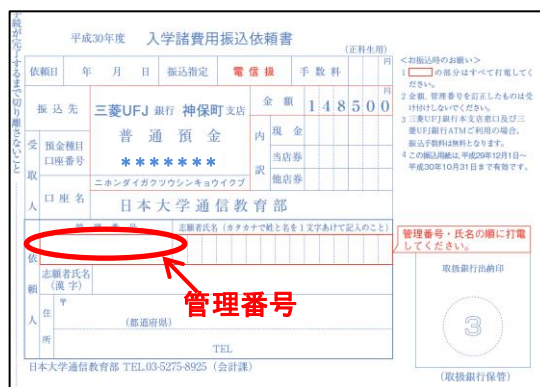 手続が完了するまで切り離さないこと
平成30年度 入学諸費用振込依頼書
(正科生用)
依頼日 年 月 日 振込指定 電信扱 手数料 円
振込先 三菱UFJ 銀行 神保町 支店 金額 148500 円
受取人 預金種目 口座番号 普通預金 *******
内訳 現金
当店券
他店券
口座名 ニホンダイガクツウシンキョウイクブ
日本大学通信教育部
依頼人 志願者氏名(カタカナで姓と名を1文字あけて記入のこと)
志願者氏名(漢字)
管理番号
住所 〒
(都道府県)
TEL
日本大学通信教育部 TEL.03-5275-8925(会計課)
<お振込時のお願い>
1 の部分はすべて打電してください。
2 金額、管理番号を訂正したものは受け付けしないでください。
3 三菱UFJ銀行本支店窓口及び三菱UFJ銀行ATMご利用の場合、振込手数料は無料となります。
4 この振込用紙は、平成29年12月1日~平成30年10月31日まで有効です。
管理番号・氏名の順に打電してください。
取扱銀行出納印
3
(取扱銀行保管)